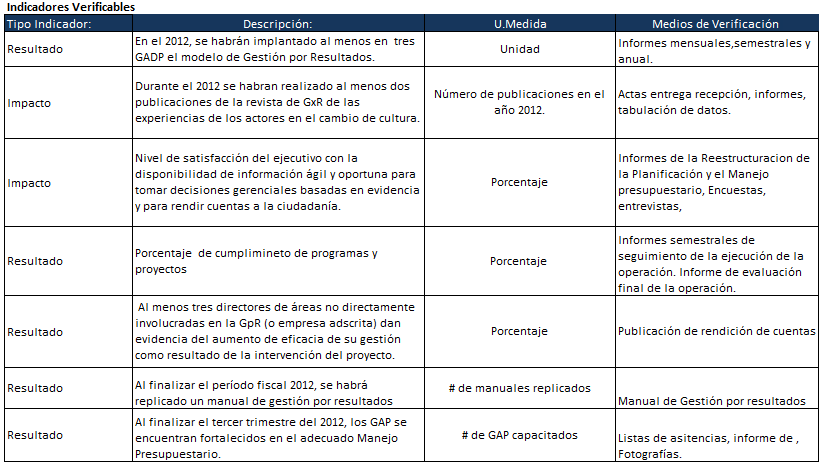 Indicadores Verificables
Tipo Indicador: Descripción: U.Medida Medios de Verificación
Resultado
En el 2012, se habrán implantado al menos en tres
GADP el modelo de Gestión por Resultados.
Unidad
Informes mensuales,semestrales y
anual.
Impacto
Durante el 2012 se habran realizado al menos dos
publicaciones de la revista de GxR de las
experiencias de los actores en el cambio de cultura.
Número de publicaciones en el
año 2012.
Actas entrega recepción, informes,
tabulación de datos.
Impacto
Nivel de satisfacción del ejecutivo con la
disponibilidad de información ágil y oportuna para
tomar decisiones gerenciales basadas en evidencia
y para rendir cuentas a la ciudadanía.
Porcentaje
Informes de la Reestructuracion de
la Planificación y el Manejo
presupuestario, Encuestas,
entrevistas,
Resultado
Porcentaje de cumplimineto de programas y
proyectos
Porcentaje
Informes semestrales de
seguimiento de la ejecución de la
operación. Informe de evaluación
final de la operación.
Resultado
Al menos tres directores de áreas no directamente
involucradas en la GpR (o empresa adscrita) dan
evidencia del aumento de eficacia de su gestión
como resultado de la intervención del proyecto.
Porcentaje
Publicación de rendición de cuentas
Resultado
Al finalizar el período fiscal 2012, se habrá
replicado un manual de gestión por resultados
# de manuales replicados
Manual de Gestión por resultados
Resultado
Al finalizar el tercer trimestre del 2012, los GAP se
encuentran fortalecidos en el adecuado Manejo
Presupuestario.
# de GAP capacitados
Listas de asitencias, informe de ,
Fotografías.